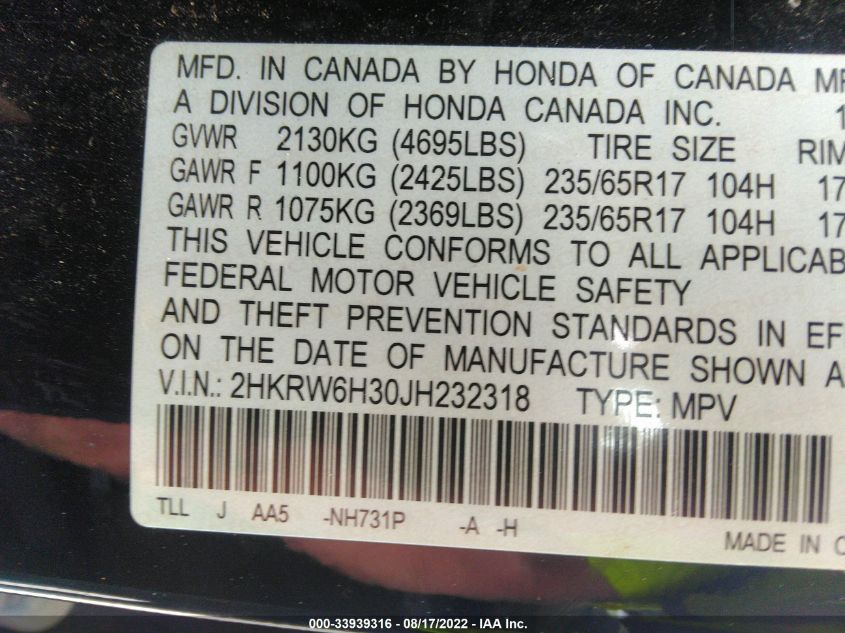 MFD. IN CANADA BY HONDA OF CANADA
A DIVISION OF HONDA CANADA INC.
GVWR 2130KG (4695LBS) TIRE SIZE RIM
GAWR F 1100KG (2425LBS) 235/65R17 104H 17
GAWR R 1075KG (2369LBS) 235/65R17 104H 17
THIS VEHICLE CONFORMS TO ALL APPLICAB
FEDERAL MOTOR VEHICLE SAFETY
AND THEFT PREVENTION STANDARDS IN EF
ON THE DATE OF MANUFACTURE SHOWN A
V.I.N.: 2HKRW6H30JH232318 TYPE: MPV
TLL J AA5 -NH731P -A -H
MADE IN
000-33939316 - 08/17/2022 - IAA Inc.